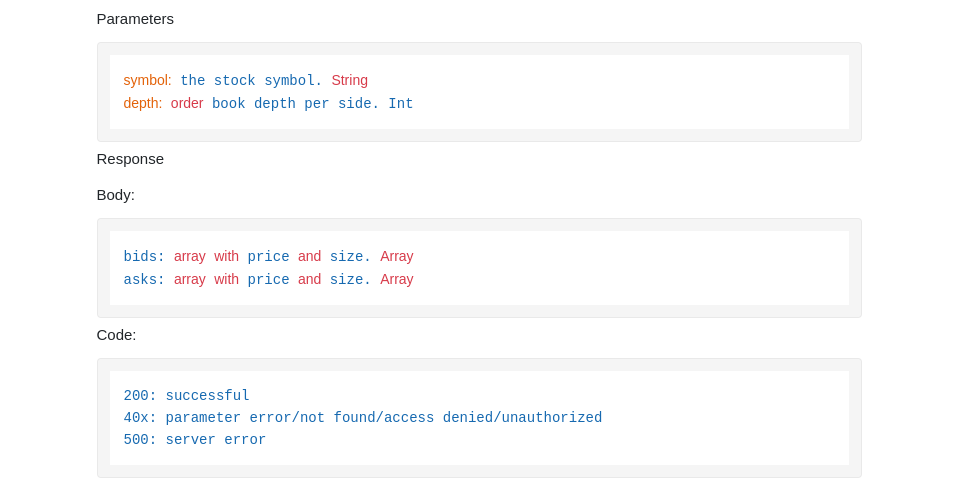 Parameters
symbol: the stock symbol. String
depth: order book depth per side. Int
Response
Body:
bids: array with price and size. Array
asks: array with price and size. Array
Code:
200: successful
40x: parameter error/not found/access denied/unauthorized
500: server error